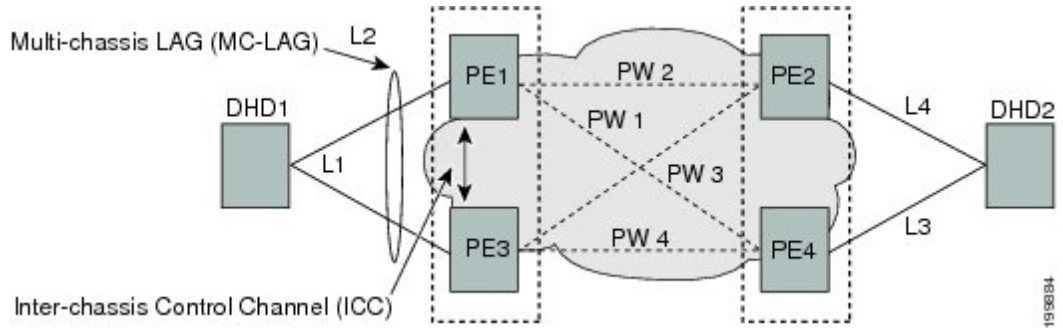 Multi-chassis LAG (MC-LAG)
L2
PE1
PW 2
PE2
DHD1
L1
PW 1
L4
DHD2
PW 3
PE3
PW 4
PE4
L3
Inter-chassis Control Channel (ICC)